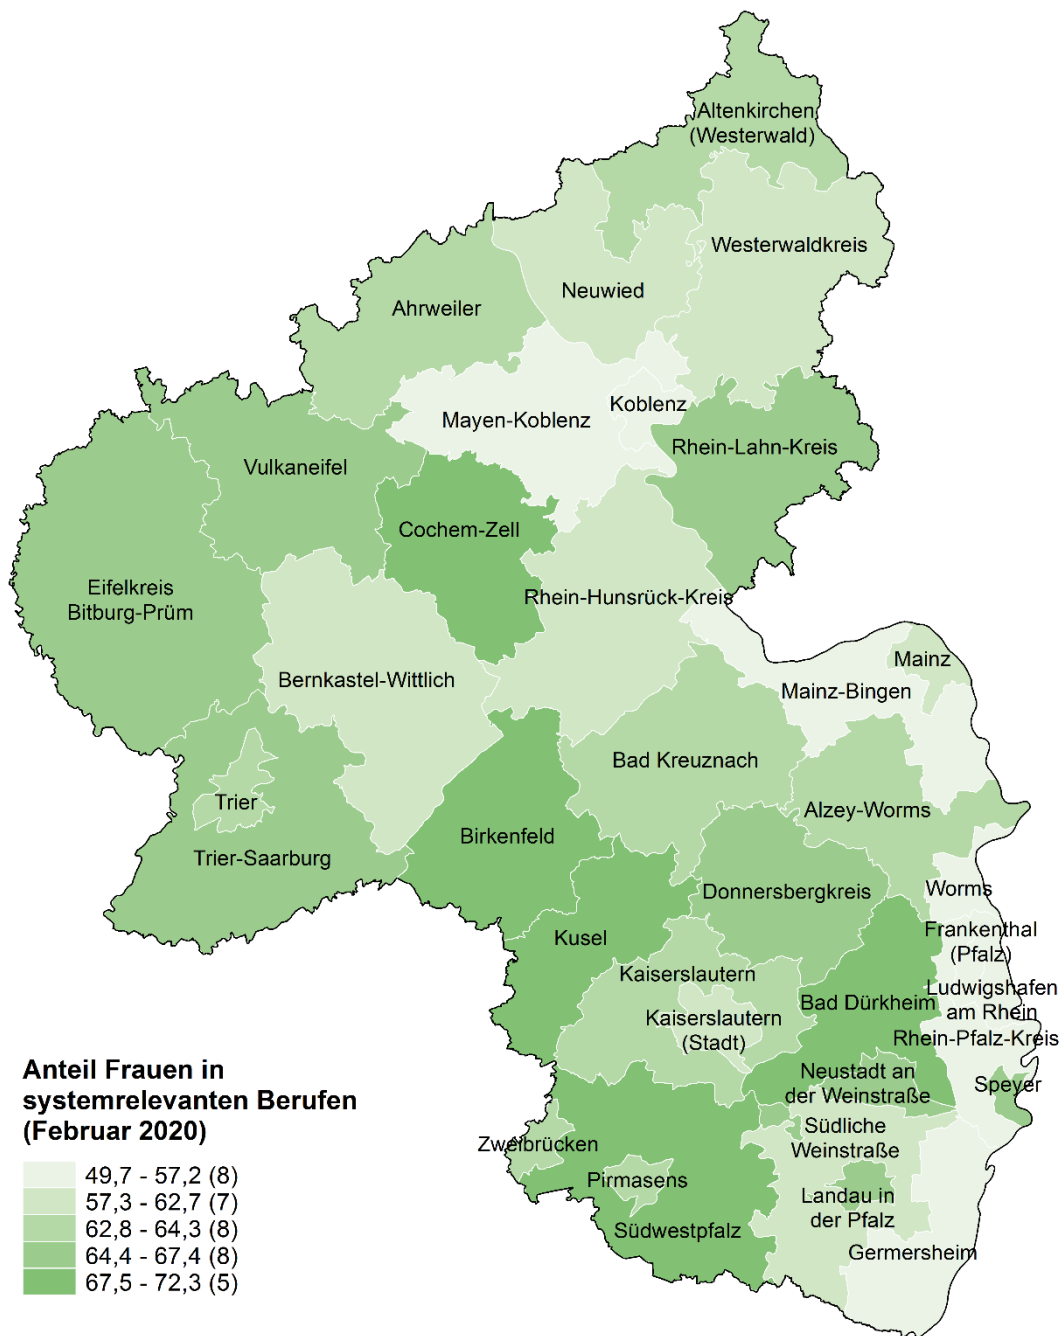 Altenkirchen
(Westerwald)
Westerwaldkreis
Neuwied
Ahrweiler
Koblenz
Mayen-Koblenz
Rhein-Lahn-Kreis
Vulkaneifel
Cochem-Zell
Eifelkreis
Bitburg-Prüm
Rhein-Hunsrück-Kreis
Mainz
Bernkastel-Wittlich
Mainz-Bingen
Bad Kreuznach
Trier
Alzey-Worms
Birkenfeld
Trier-Saarburg
Donnersbergkreis
Worms
Frankenthal
(Pfalz)
Kusel
Kaiserslautern
Ludwigshafen
am Rhein
Bad Dürkheim
Kaiserslautern
(Stadt)
Rhein-Pfalz-Kreis
Neustadt an
der Weinstraße
Speyer
Südliche
Weinstraße
Zweibrücken
Pirmasens
Landau in
der Pfalz
Südwestpfalz
Germersheim
Anteil Frauen in
systemrelevanten Berufen
(Februar 2020)
49,7 - 57,2 (8)
57,3 - 62,7 (7)
62,8 - 64,3 (8)
64,4 - 67,4 (8)
67,5 - 72,3 (5)